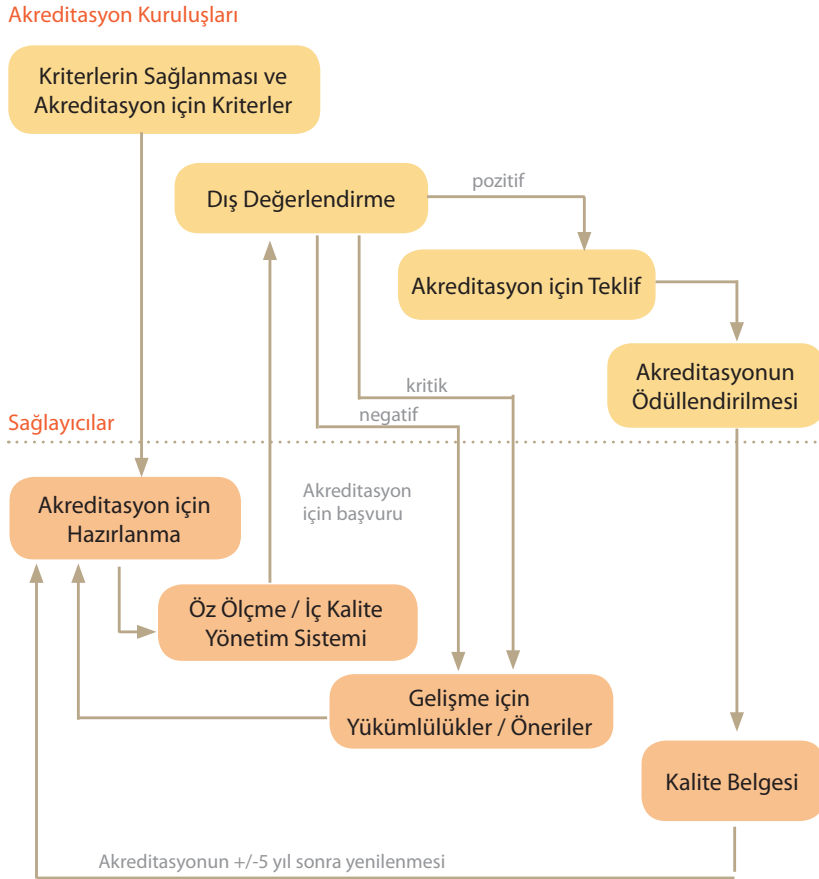 Akreditasyon Kuruluşları
Kriterlerin Sağlanması ve
Akreditasyon için Kriterler
Dış Değerlendirme
pozitif
Akreditasyon için Teklif
Akreditasyonun
Ödüllendirilmesi
kritik
negatif
Sağlayıcılar
Akreditasyon için
Hazırlanma
Akreditasyon
için başvuru
Öz Ölçme / İç Kalite
Yönetim Sistemi
Gelişme için
Yükümlülükler / Öneriler
Kalite Belgesi
Akreditasyonun +/-5 yıl sonra yenilenmesi